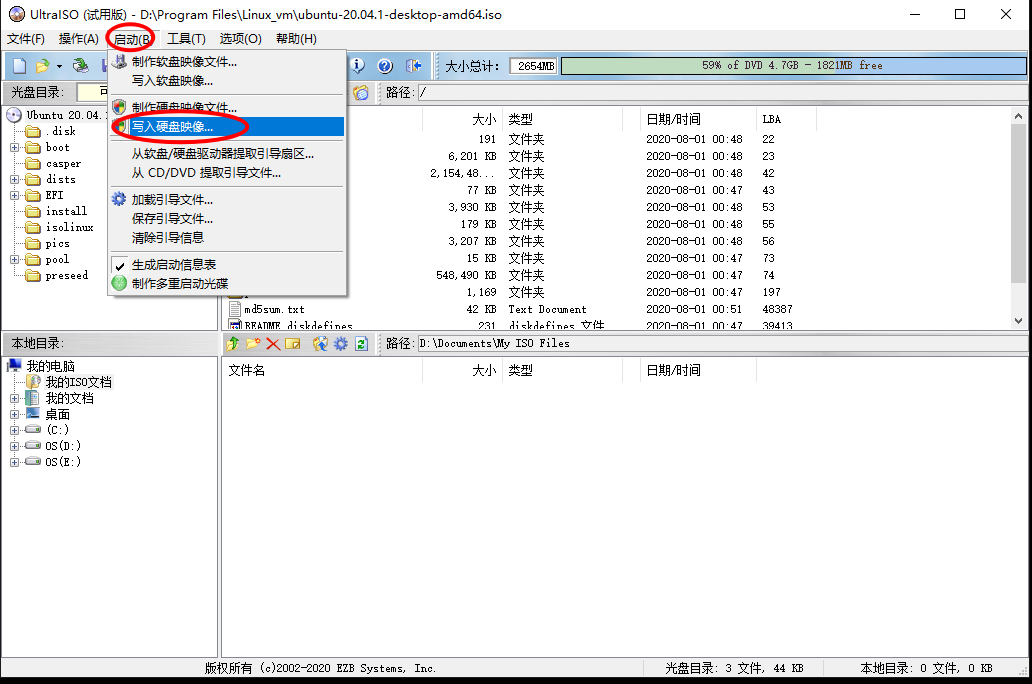 UltraISO (试用版) - D:\Program Files\Linux_vm\ubuntu-20.04.1-desktop-amd64.iso
文件(F) 操作(A) 启动(B) 工具(T) 选项(O) 帮助(H)
大小总计: 2654MB 59% of DVD 4.7GB - 1821MB free
光盘目录: 可 路径: /
制作软盘映像文件...
写入软盘映像...
制作硬盘映像文件...
写入硬盘映像...
从软盘/硬盘驱动器提取引导扇区...
从 CD/DVD 提取引导文件...
加载引导文件...
保存引导文件...
清除引导信息
生成启动信息表
制作多重启动光碟
Ubuntu 20.04.
.disk
boot
casper
dists
EFI
install
isolinux
pics
pool
preseed
大小 类型 日期/时间 LBA
191 文件夹 2020-08-01 00:48 22
6,201 KB 文件夹 2020-08-01 00:48 23
2,154,48... 文件夹 2020-08-01 00:48 42
77 KB 文件夹 2020-08-01 00:47 43
3,930 KB 文件夹 2020-08-01 00:48 53
179 KB 文件夹 2020-08-01 00:48 55
3,207 KB 文件夹 2020-08-01 00:48 56
15 KB 文件夹 2020-08-01 00:47 73
548,490 KB 文件夹 2020-08-01 00:47 74
1,169 文件夹 2020-08-01 00:47 197
md5sum.txt 42 KB Text Document 2020-08-01 00:51 48387
README.diskdefines 231 diskdefines 文件 2020-08-01 00:47 39413
本地目录: 路径: D:\Documents\My ISO Files
我的电脑
我的ISO文档
我的文档
桌面
(C:)
OS(D:)
OS(E:)
文件名 大小 类型 日期/时间
版权所有 (c)2002-2020 EZB Systems, Inc. 光盘目录: 3 文件, 44 KB 本地目录: 0 文件, 0 KB